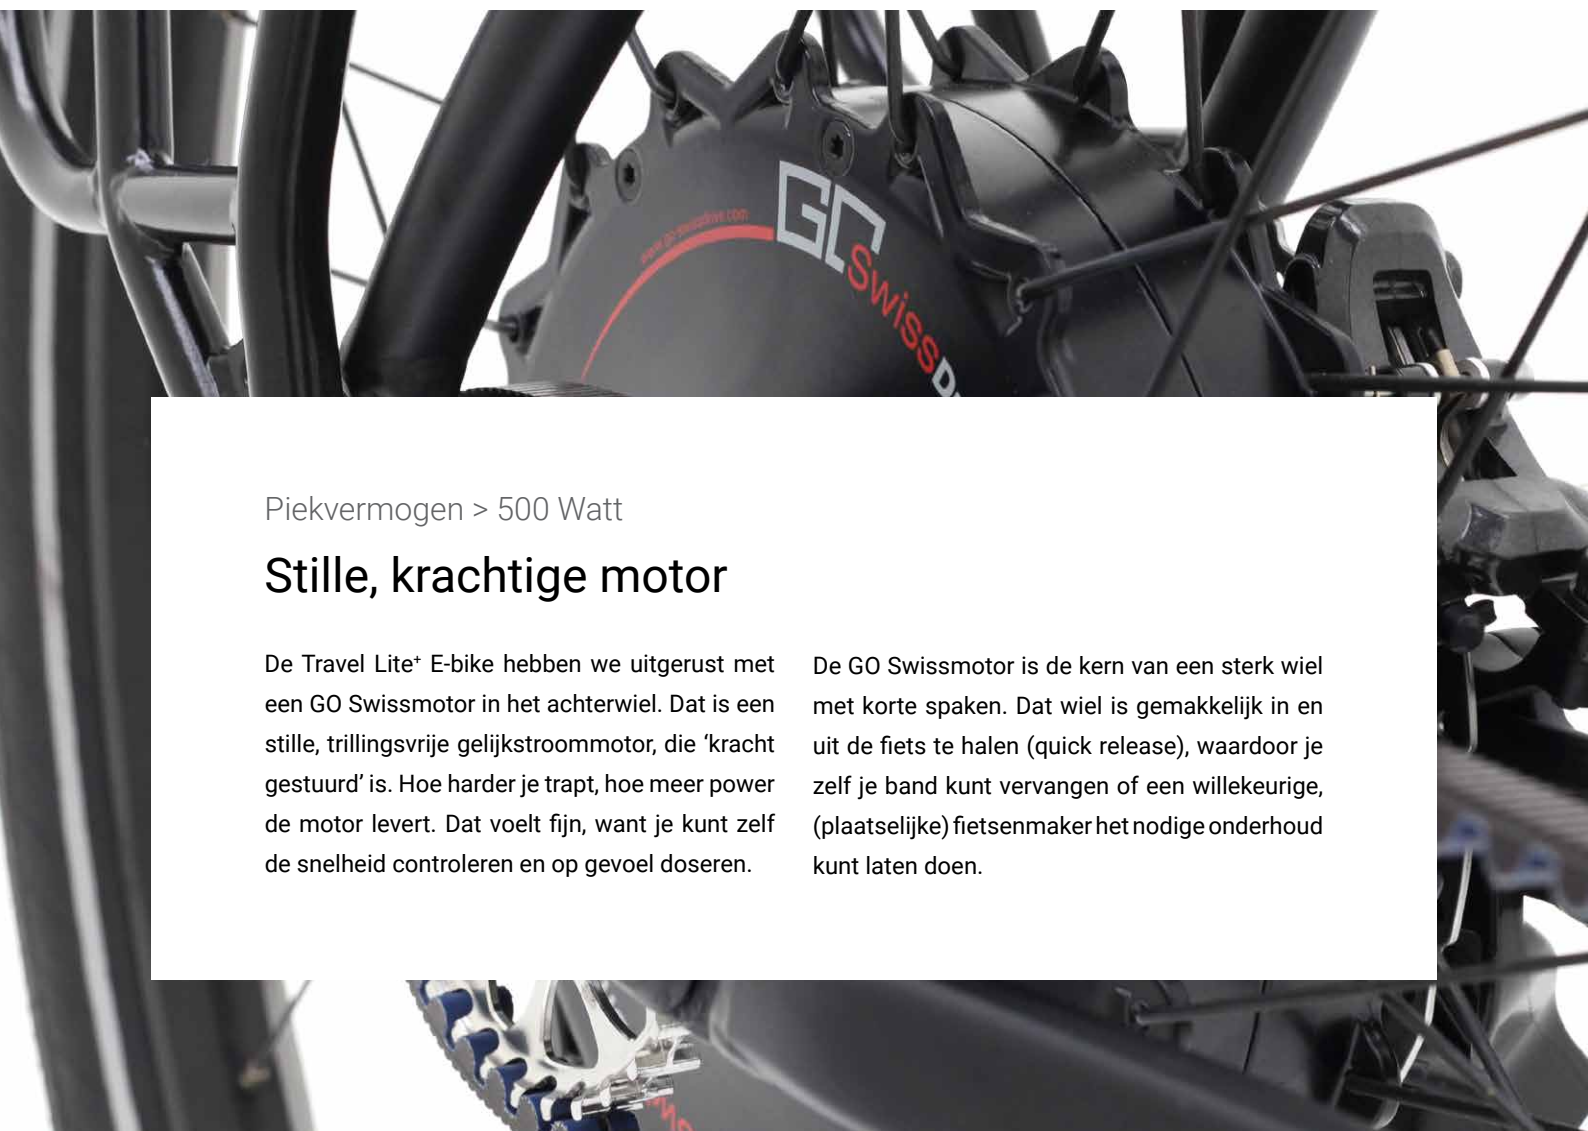 www.go-swissdrive.com
GO
Swiss
Piekvermogen > 500 Watt
Stille, krachtige motor
De Travel Lite⁺ E-bike hebben we uitgerust met
een GO Swissmotor in het achterwiel. Dat is een
stille, trillingsvrije gelijkstroommotor, die ‘kracht
gestuurd’ is. Hoe harder je trapt, hoe meer power
de motor levert. Dat voelt fijn, want je kunt zelf
de snelheid controleren en op gevoel doseren.
De GO Swissmotor is de kern van een sterk wiel
met korte spaken. Dat wiel is gemakkelijk in en
uit de fiets te halen (quick release), waardoor je
zelf je band kunt vervangen of een willekeurige,
(plaatselijke) fietsenmaker het nodige onderhoud
kunt laten doen.